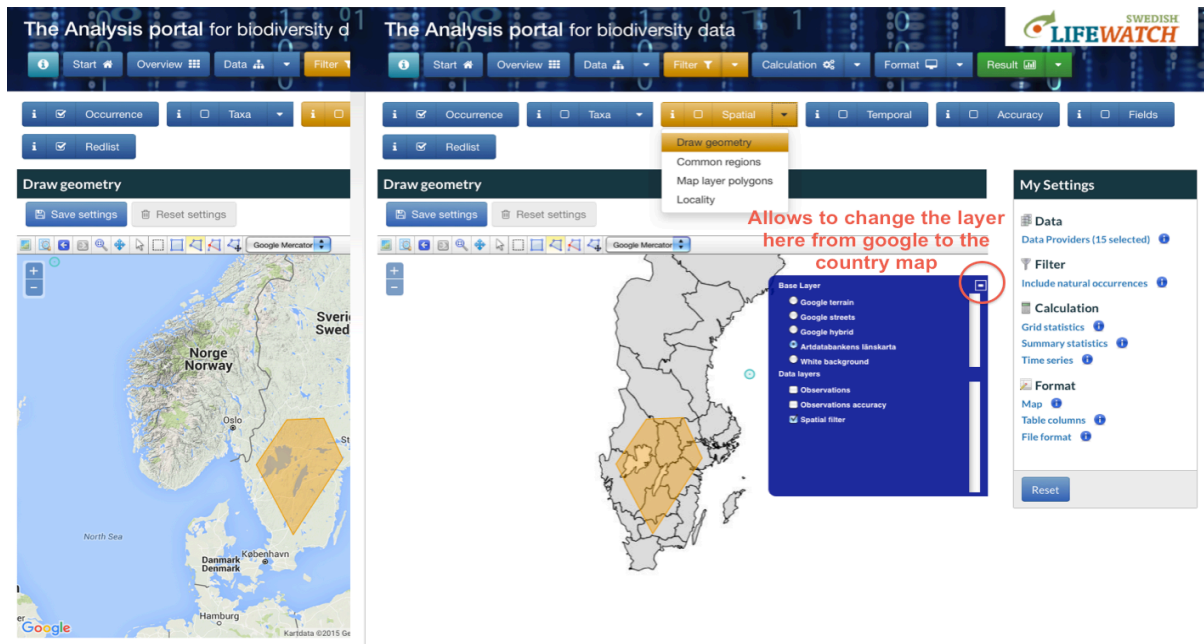 The Analysis portal for biodiversity d
Start
Overview
Data
Filter
Occurrence
Taxa
Redlist
Draw geometry
Save settings
Reset settings
Google Mercator
+
−
Sveri
Swed
Norge
Norway
Oslo
St
North Sea
Danmark
Denmark
København
Hamburg
er
Google
Kartdata ©2015 Ge
The Analysis portal for biodiversity data
SWEDISH
LIFEWATCH
Start
Overview
Data
Filter
Calculation
Format
Result
Occurrence
Taxa
Spatial
Temporal
Accuracy
Fields
Redlist
Draw geometry
Common regions
Map layer polygons
Locality
Draw geometry
Save settings
Reset settings
Google Mercator
+
−
Allows to change the layer
here from google to the
country map
Base Layer
Google terrain
Google streets
Google hybrid
Artdatabankens länskarta
White background
Data layers
Observations
Observations accuracy
Spatial filter
My Settings
Data
Data Providers (15 selected)
Filter
Include natural occurrences
Calculation
Grid statistics
Summary statistics
Time series
Format
Map
Table columns
File format
Reset